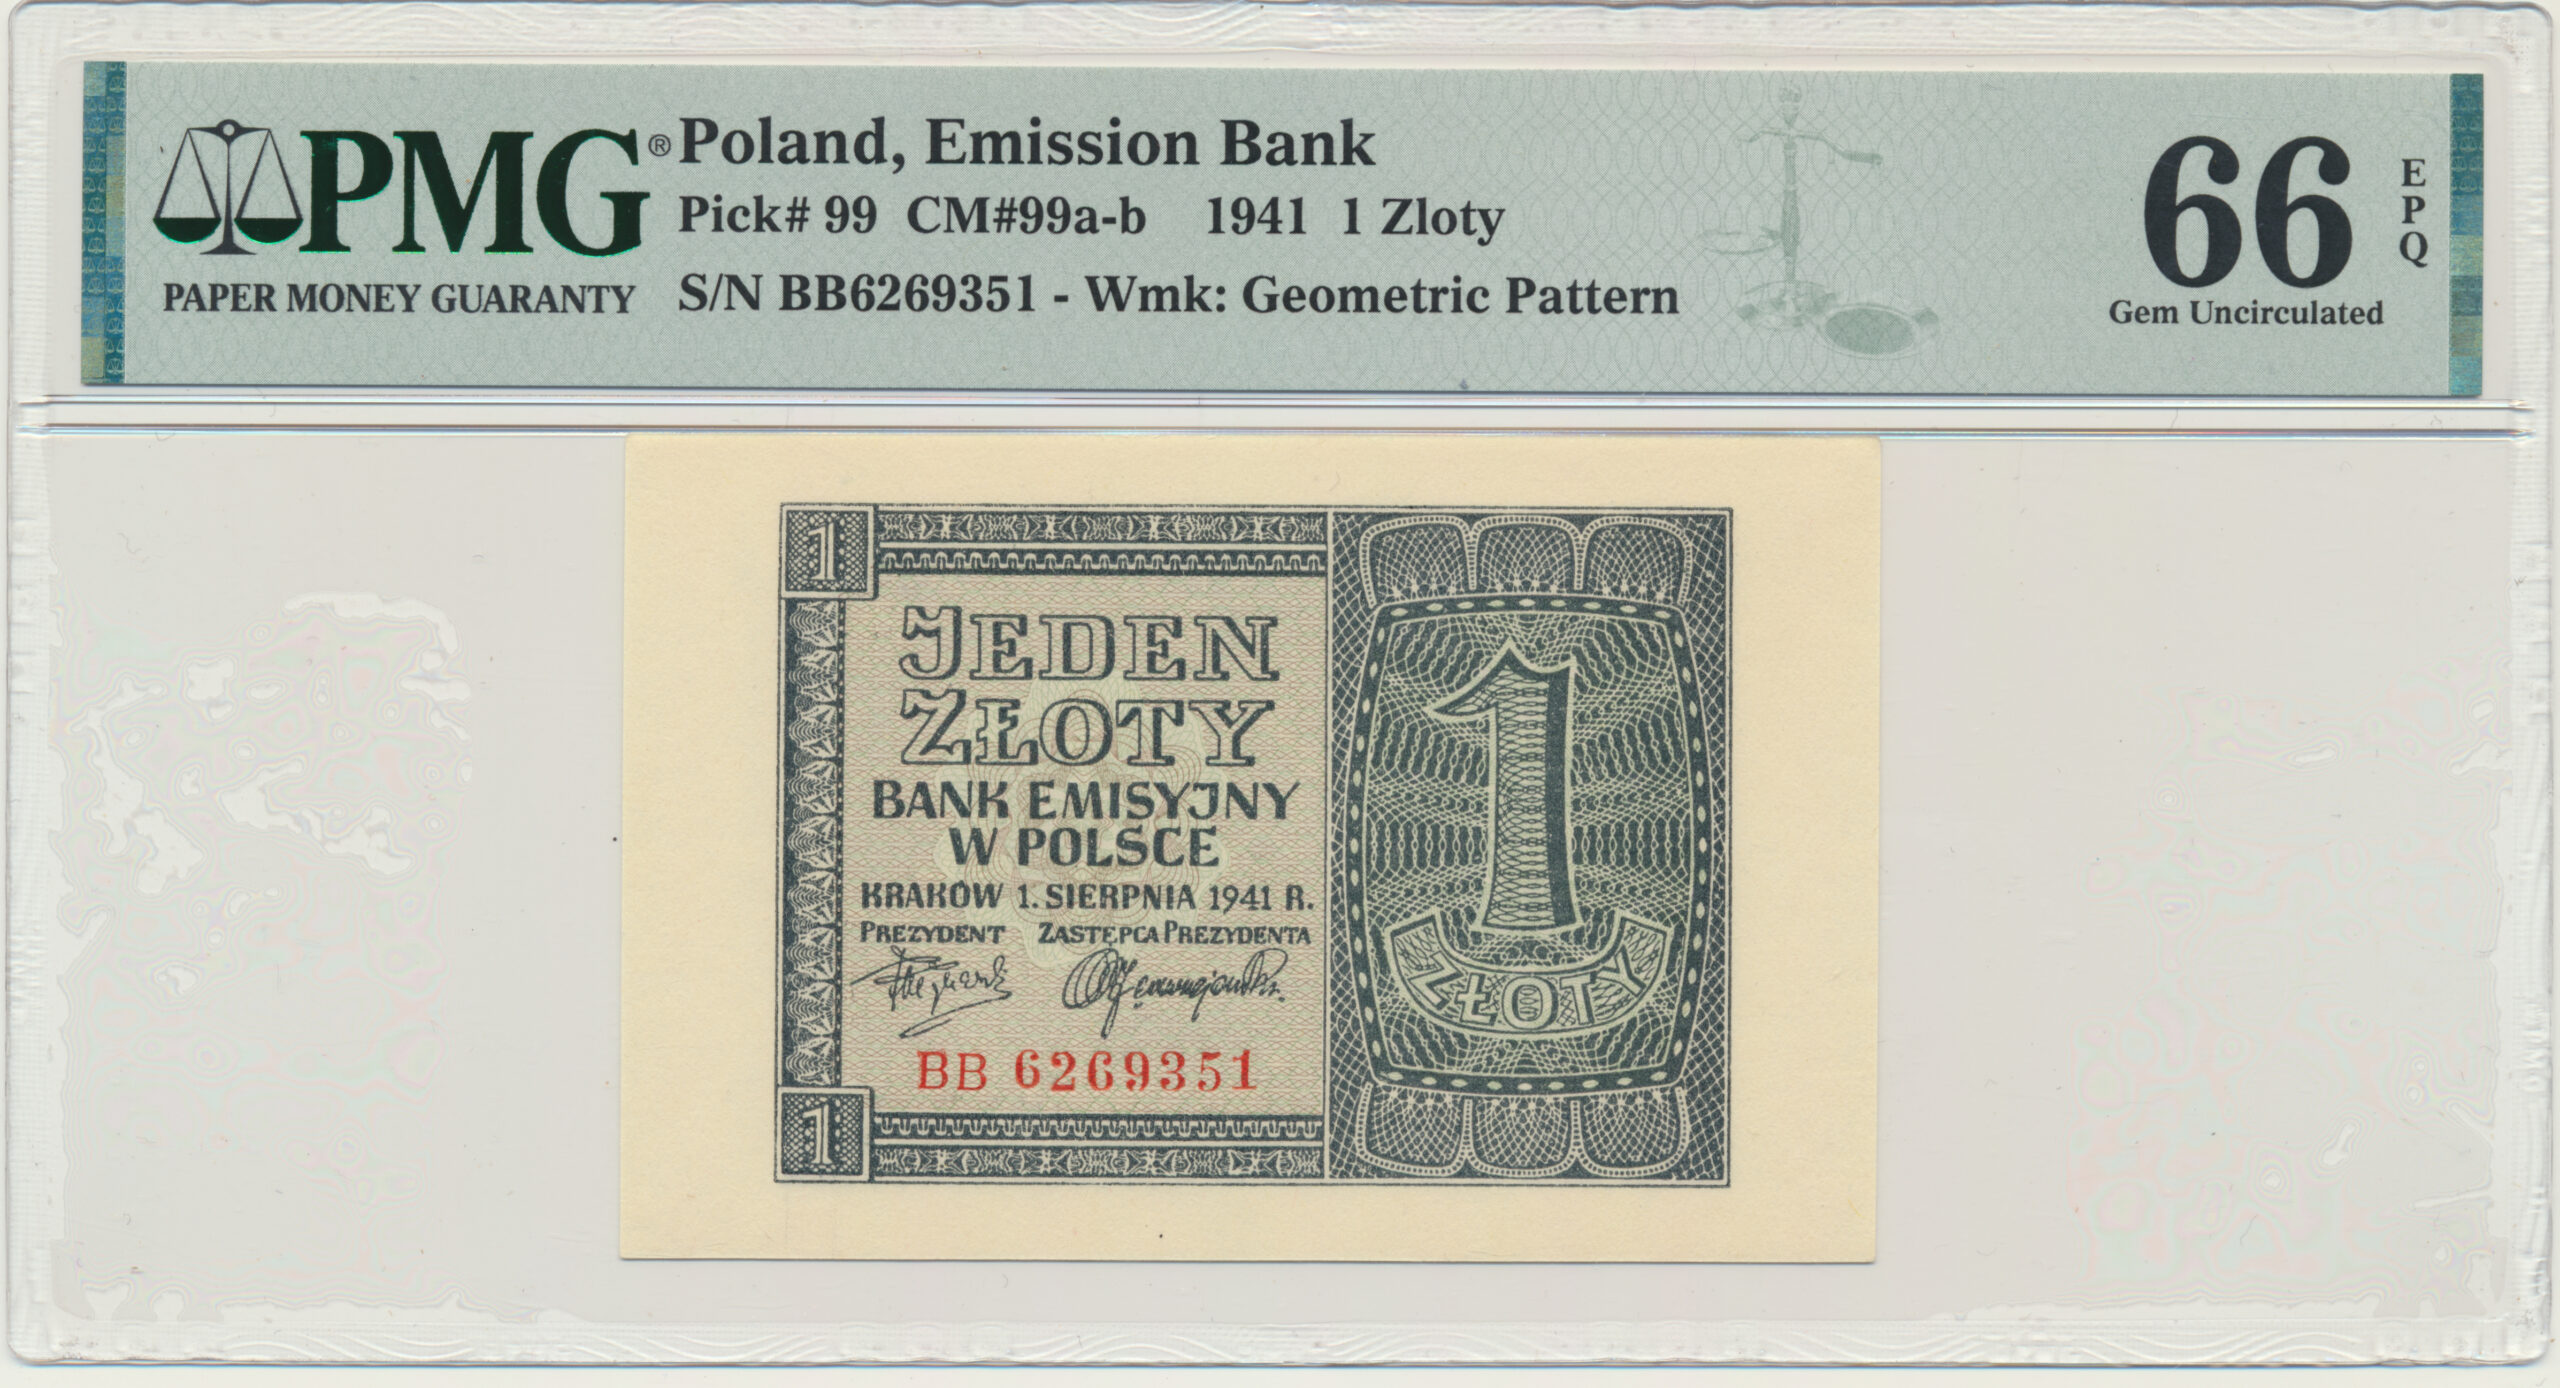 PMG®
PAPER MONEY GUARANTY
Poland, Emission Bank
Pick# 99 CM#99a-b 1941 1 Zloty
S/N BB6269351 - Wmk: Geometric Pattern
66
EPQ
Gem Uncirculated
1
JEDEN
ZŁOTY
BANK EMISYJNY
W POLSCE
KRAKÓW 1. SIERPNIA 1941 R.
PREZYDENT ZASTĘPCA PREZYDENTA
BB 6269351
1
1
ZŁOTY